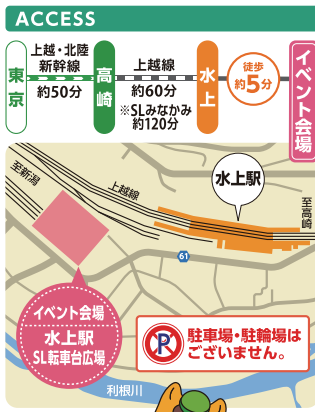 ACCESS
東京
上越・北陸
新幹線
約50分
高崎
上越線
約60分
※SLみなかみ
約120分
水上
徒歩
約5分
イベント会場
至新潟
上越線
水上駅
至高崎
61
イベント会場
水上駅
SL転車台広場
P
駐車場・駐輪場は
ございません。
利根川